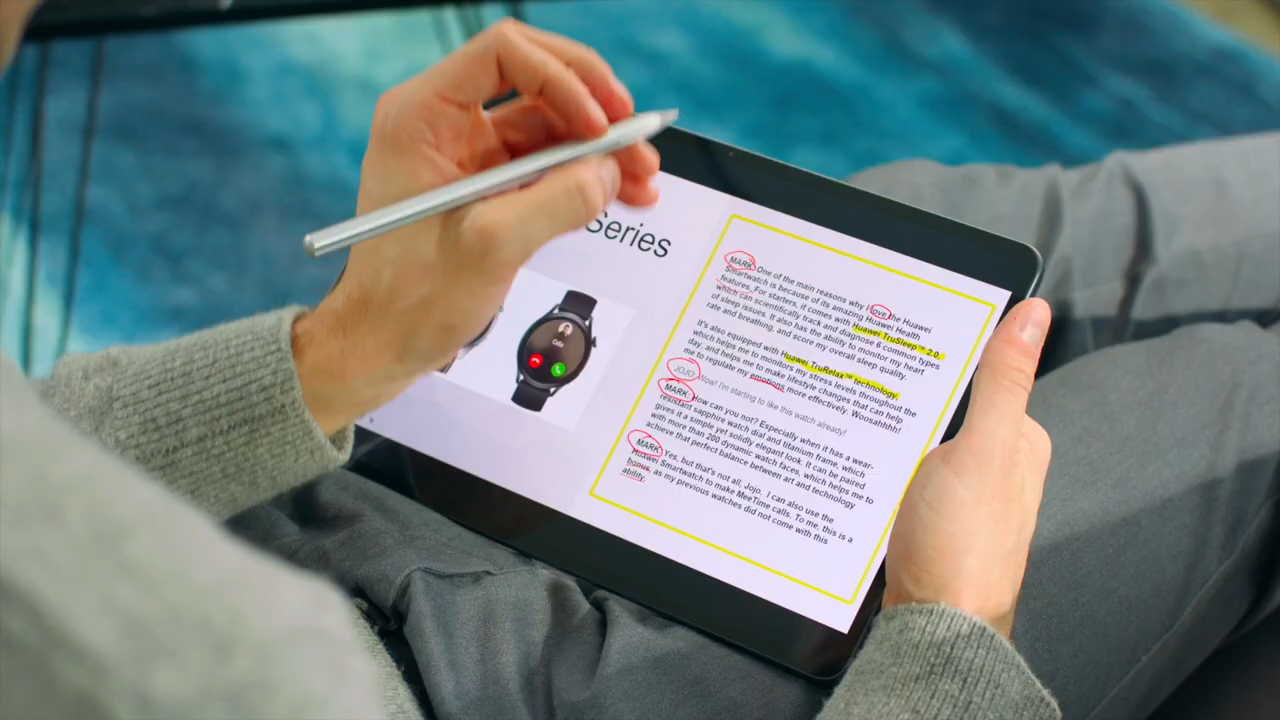 Series
Calls
MARK: One of the main reasons why I love the Huawei
Smartwatch is because of its amazing Huawei Health
features. For starters, it comes with Huawei TruSleep™ 2.0,
which can scientifically track and diagnose 6 common types
of sleep issues. It also has the ability to monitor my heart
rate and breathing, and score my overall sleep quality.
It's also equipped with Huawei TruRelax™ technology,
which helps me to monitors my stress levels throughout the
day, and helps me to make lifestyle changes that can help
me to regulate my emotions more effectively. Woosahhhh!
JOJO: Wow! I'm starting to like this watch already!
MARK: How can you not? Especially when it has a wear-
resistant sapphire watch dial and titanium frame, which
gives it a simple yet solidly elegant look. It can be paired
with more than 200 dynamic watch faces, which helps me to
achieve that perfect balance between art and technology
MARK: Yes, but that's not all, Jojo. I can also use the
Huawei Smartwatch to make MeeTime calls. To me, this is a
bonus, as my previous watches did not come with this
ability.